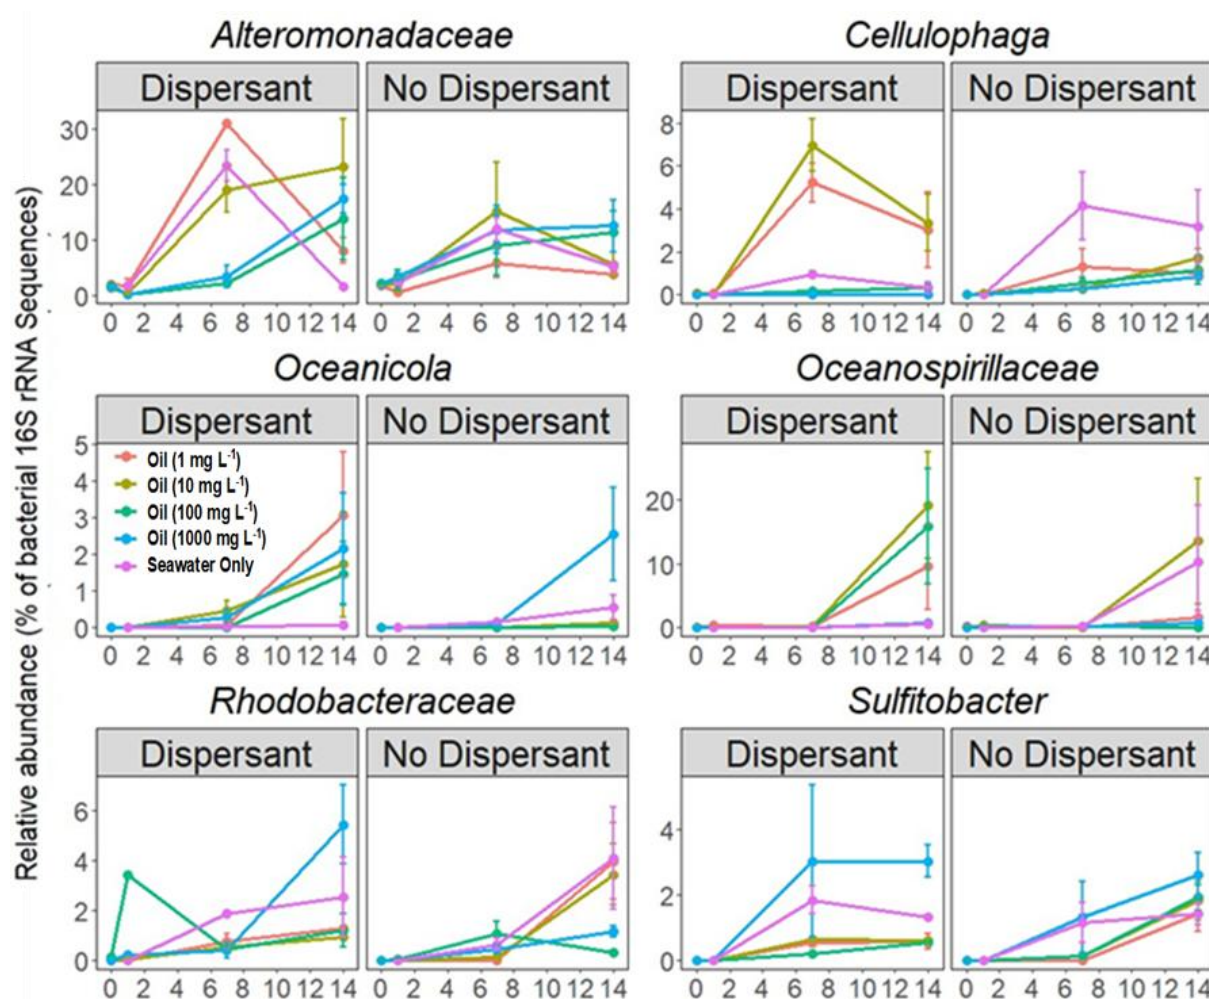 Alteromonadaceae
Cellulophaga
Dispersant
No Dispersant
Dispersant
No Dispersant
30
20
10
0
8
6
4
2
0
0 2 4 6 8 10 12 14
0 2 4 6 8 10 12 14
0 2 4 6 8 10 12 14
0 2 4 6 8 10 12 14
Relative abundance (% of bacterial 16S rRNA Sequences)
Oceanicola
Oceanospirillaceae
Dispersant
No Dispersant
Dispersant
No Dispersant
5
4
3
2
1
0
Oil (1 mg L⁻¹)
Oil (10 mg L⁻¹)
Oil (100 mg L⁻¹)
Oil (1000 mg L⁻¹)
Seawater Only
20
10
0
0 2 4 6 8 10 12 14
0 2 4 6 8 10 12 14
0 2 4 6 8 10 12 14
0 2 4 6 8 10 12 14
Rhodobacteraceae
Sulfitobacter
Dispersant
No Dispersant
Dispersant
No Dispersant
6
4
2
0
4
2
0
0 2 4 6 8 10 12 14
0 2 4 6 8 10 12 14
0 2 4 6 8 10 12 14
0 2 4 6 8 10 12 14